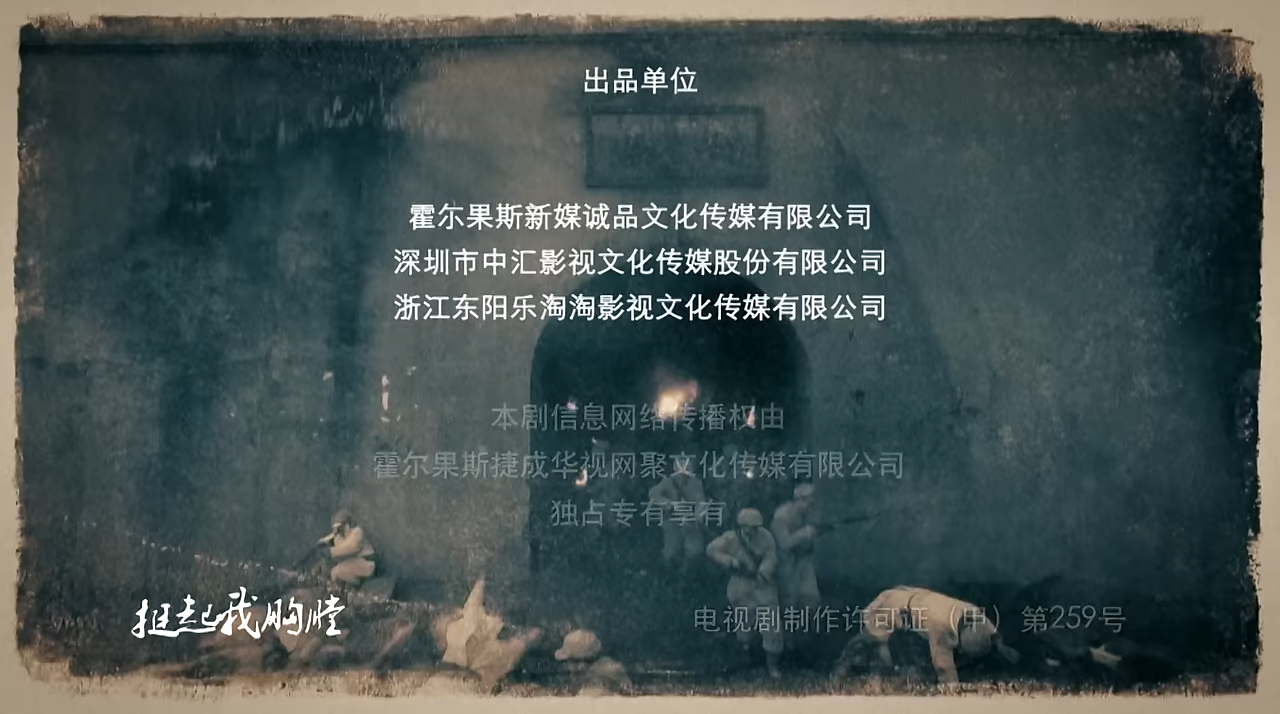 出品单位
霍尔果斯新媒诚品文化传媒有限公司
深圳市中汇影视文化传媒股份有限公司
浙江东阳乐淘淘影视文化传媒有限公司
本剧信息网络传播权由
霍尔果斯捷成华视网聚文化传媒有限公司
独占专有享有
挺起我胸膛
电视剧制作许可证（甲）第259号